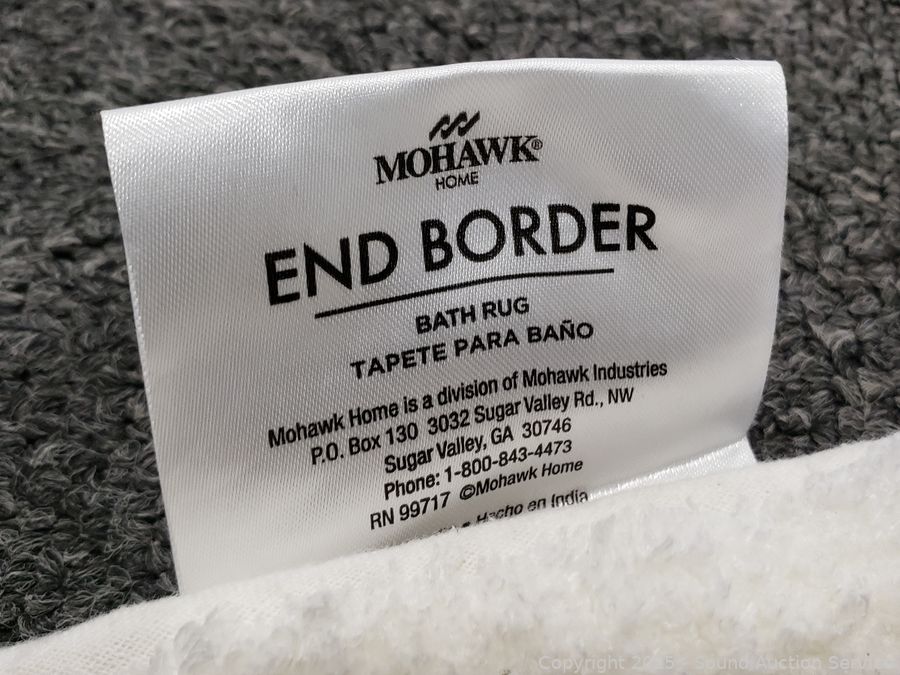 MOHAWK®
HOME
END BORDER
BATH RUG
TAPETE PARA BAÑO
Mohawk Home is a division of Mohawk Industries
P.O. Box 130 3032 Sugar Valley Rd., NW
Sugar Valley, GA 30746
Phone: 1-800-843-4473
RN 99717 ©Mohawk Home
• Hecho en India
Copyright 2025 - Sound Auction Service